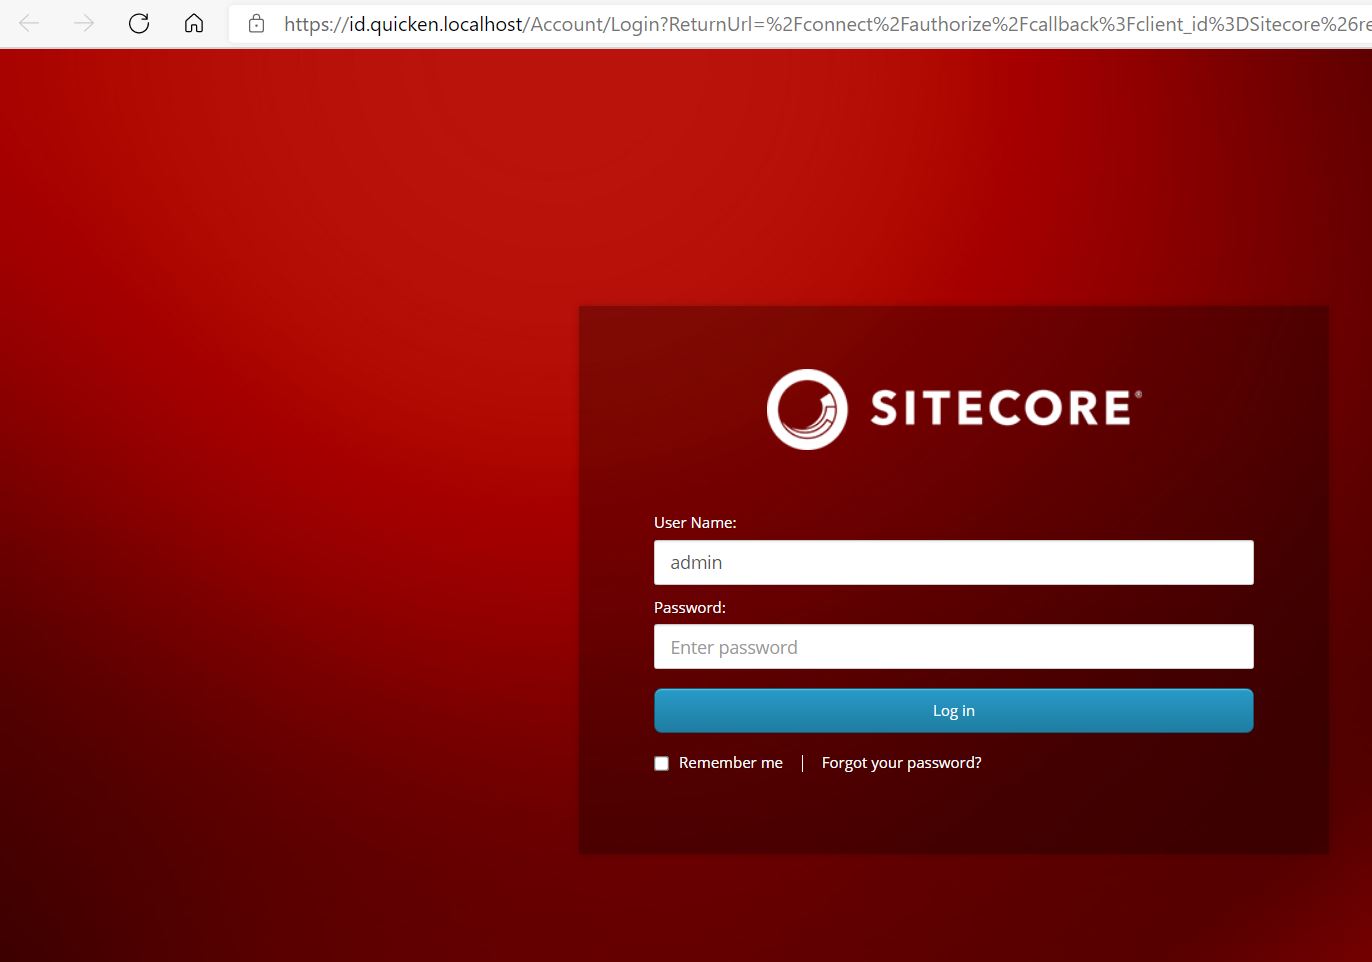 https://id.quicken.localhost/Account/Login?ReturnUrl=%2Fconnect%2Fauthorize%2Fcallback%3Fclient_id%3DSitecore%26re
SITECORE®
User Name:
admin
Password:
Enter password
Log in
Remember me | Forgot your password?